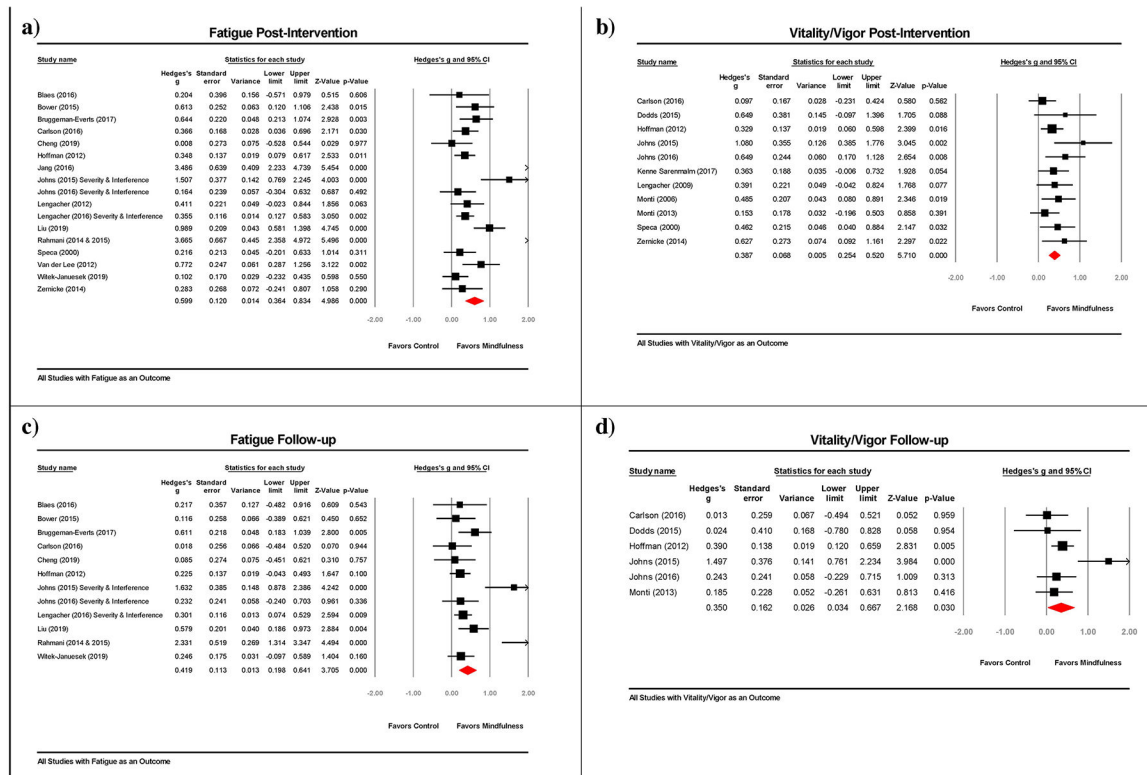 a)
Fatigue Post-Intervention
Study name Statistics for each study Hedges's g and 95% CI
Hedges's Standard Lower Upper
g error Variance limit limit Z-Value p-Value
Blaes (2016) 0.204 0.396 0.156 -0.571 0.979 0.515 0.606
Bower (2015) 0.613 0.252 0.063 0.120 1.106 2.438 0.015
Bruggeman-Everts (2017) 0.644 0.220 0.048 0.213 1.074 2.928 0.003
Carlson (2016) 0.366 0.168 0.028 0.036 0.696 2.171 0.030
Cheng (2019) 0.008 0.273 0.075 -0.528 0.544 0.029 0.977
Hoffman (2012) 0.348 0.137 0.019 0.079 0.617 2.533 0.011
Jang (2016) 3.486 0.639 0.409 2.233 4.739 5.454 0.000
Johns (2015) Severity & Interference 1.507 0.377 0.142 0.769 2.245 4.003 0.000
Johns (2016) Severity & Interference 0.164 0.239 0.057 -0.304 0.632 0.687 0.492
Lengacher (2012) 0.411 0.221 0.049 -0.023 0.844 1.856 0.063
Lengacher (2016) Severity & Interference 0.355 0.116 0.014 0.127 0.583 3.050 0.002
Liu (2019) 0.989 0.209 0.043 0.581 1.398 4.745 0.000
Rahmani (2014 & 2015) 3.665 0.667 0.445 2.358 4.972 5.496 0.000
Speca (2000) 0.216 0.213 0.045 -0.201 0.633 1.014 0.311
Van der Lee (2012) 0.772 0.247 0.061 0.287 1.256 3.122 0.002
Witek-Janusek (2019) 0.102 0.170 0.029 -0.232 0.435 0.598 0.550
Zernicke (2014) 0.283 0.268 0.072 -0.241 0.807 1.058 0.290
0.599 0.120 0.014 0.364 0.834 4.986 0.000
-2.00 -1.00 0.00 1.00 2.00
Favors Control Favors Mindfulness
All Studies with Fatigue as an Outcome
b)
Vitality/Vigor Post-Intervention
Study name Statistics for each study Hedges's g and 95% CI
Hedges's Standard Lower Upper
g error Variance limit limit Z-Value p-Value
Carlson (2016) 0.097 0.167 0.028 -0.231 0.424 0.580 0.562
Dodds (2015) 0.649 0.381 0.145 -0.097 1.396 1.705 0.088
Hoffman (2012) 0.329 0.137 0.019 0.060 0.598 2.399 0.016
Johns (2015) 1.080 0.355 0.126 0.385 1.776 3.045 0.002
Johns (2016) 0.649 0.244 0.060 0.170 1.128 2.654 0.008
Kenne Sarenmalm (2017) 0.363 0.188 0.035 -0.006 0.732 1.928 0.054
Lengacher (2009) 0.391 0.221 0.049 -0.042 0.824 1.768 0.077
Monti (2006) 0.485 0.207 0.043 0.080 0.891 2.346 0.019
Monti (2013) 0.153 0.178 0.032 -0.196 0.503 0.858 0.391
Speca (2000) 0.462 0.215 0.046 0.040 0.884 2.147 0.032
Zernicke (2014) 0.627 0.273 0.074 0.092 1.161 2.297 0.022
0.387 0.068 0.005 0.254 0.520 5.710 0.000
-2.00 -1.00 0.00 1.00 2.00
Favors Control Favors Mindfulness
All Studies with Vitality/Vigor as an Outcome
c)
Fatigue Follow-up
Study name Statistics for each study Hedges's g and 95% CI
Hedges's Standard Lower Upper
g error Variance limit limit Z-Value p-Value
Blaes (2016) 0.217 0.357 0.127 -0.482 0.916 0.609 0.543
Bower (2015) 0.116 0.258 0.066 -0.389 0.621 0.450 0.652
Bruggeman-Everts (2017) 0.611 0.218 0.048 0.183 1.039 2.800 0.005
Carlson (2016) 0.018 0.256 0.066 -0.484 0.520 0.070 0.944
Cheng (2019) 0.085 0.274 0.075 -0.451 0.621 0.310 0.757
Hoffman (2012) 0.225 0.137 0.019 -0.043 0.493 1.647 0.100
Johns (2015) Severity & Interference 1.632 0.385 0.148 0.878 2.386 4.242 0.000
Johns (2016) Severity & Interference 0.232 0.241 0.058 -0.240 0.703 0.961 0.336
Lengacher (2016) Severity & Interference 0.301 0.116 0.013 0.074 0.529 2.594 0.009
Liu (2019) 0.579 0.201 0.040 0.186 0.973 2.884 0.004
Rahmani (2014 & 2015) 2.331 0.519 0.269 1.314 3.347 4.494 0.000
Witek-Januesek (2019) 0.246 0.175 0.031 -0.097 0.589 1.404 0.160
0.419 0.113 0.013 0.198 0.641 3.705 0.000
-2.00 -1.00 0.00 1.00 2.00
Favors Control Favors Mindfulness
All Studies with Fatigue as an Outcome
d)
Vitality/Vigor Follow-up
Study name Statistics for each study Hedges's g and 95% CI
Hedges's Standard Lower Upper
g error Variance limit limit Z-Value p-Value
Carlson (2016) 0.013 0.259 0.067 -0.494 0.521 0.052 0.959
Dodds (2015) 0.024 0.410 0.168 -0.780 0.828 0.058 0.954
Hoffman (2012) 0.390 0.138 0.019 0.120 0.659 2.831 0.005
Johns (2015) 1.497 0.376 0.141 0.761 2.234 3.984 0.000
Johns (2016) 0.243 0.241 0.058 -0.229 0.715 1.009 0.313
Monti (2013) 0.185 0.228 0.052 -0.261 0.631 0.813 0.416
0.350 0.162 0.026 0.034 0.667 2.168 0.030
-2.00 -1.00 0.00 1.00 2.00
Favors Control Favors Mindfulness
All Studies with Vitality/Vigor as an Outcome